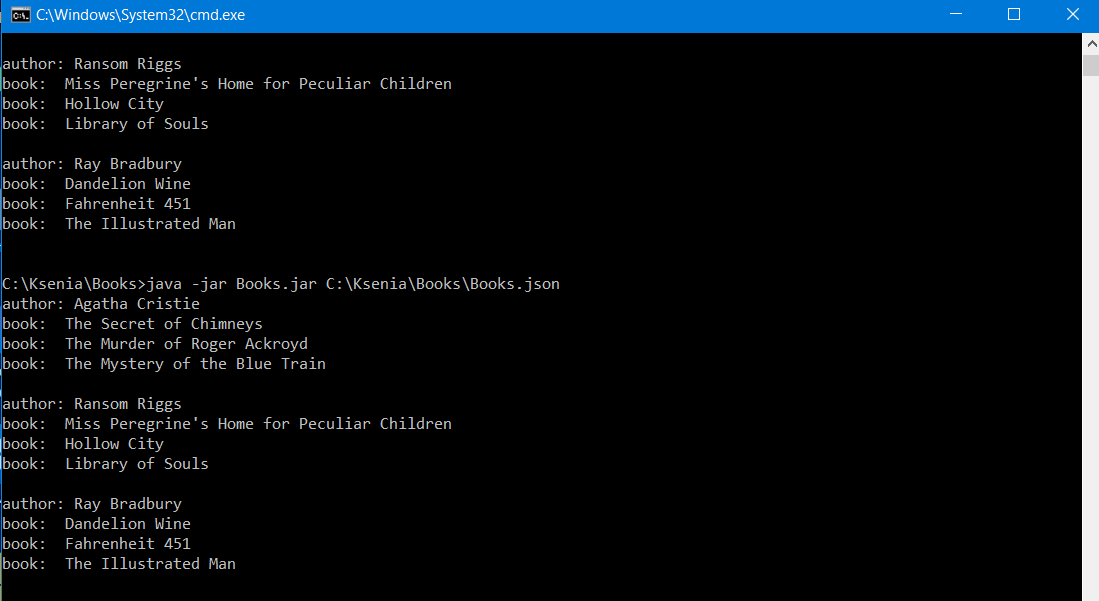 C:\Windows\System32\cmd.exe
author: Ransom Riggs
book:  Miss Peregrine's Home for Peculiar Children
book:  Hollow City
book:  Library of Souls
author: Ray Bradbury
book:  Dandelion Wine
book:  Fahrenheit 451
book:  The Illustrated Man
C:\Ksenia\Books>java -jar Books.jar C:\Ksenia\Books\Books.json
author: Agatha Cristie
book:  The Secret of Chimneys
book:  The Murder of Roger Ackroyd
book:  The Mystery of the Blue Train
author: Ransom Riggs
book:  Miss Peregrine's Home for Peculiar Children
book:  Hollow City
book:  Library of Souls
author: Ray Bradbury
book:  Dandelion Wine
book:  Fahrenheit 451
book:  The Illustrated Man